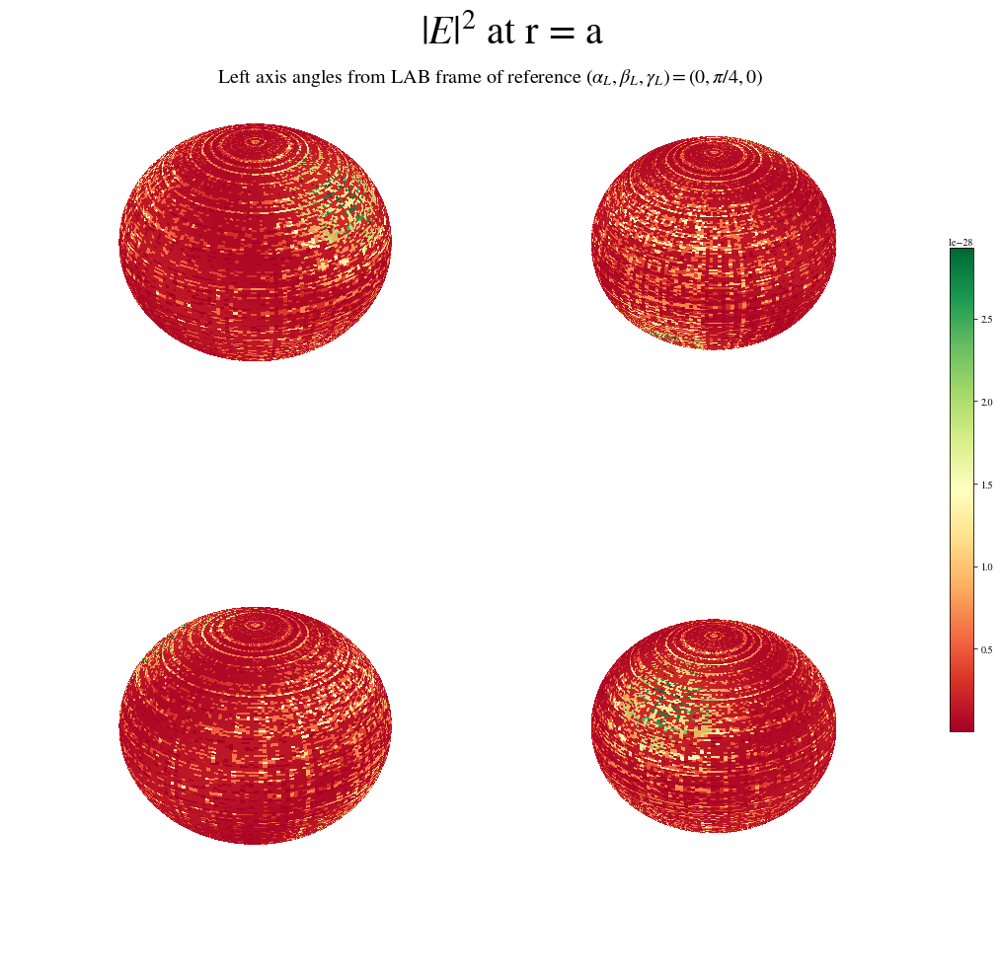 |E|² at r = a
Left axis angles from LAB frame of reference (α_L, β_L, γ_L) = (0, π/4, 0)
1e−28
2.5
2.0
1.5
1.0
0.5